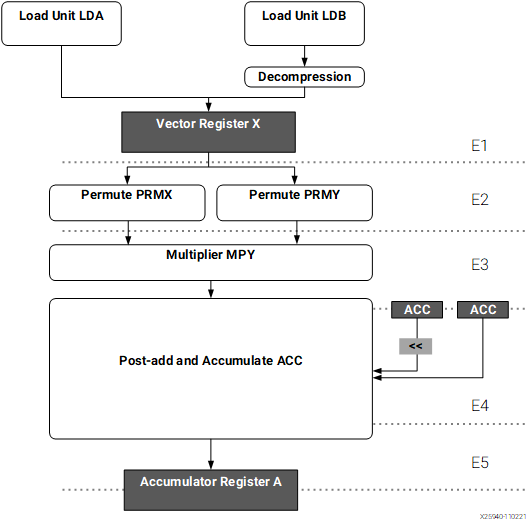 Load Unit LDA
Load Unit LDB
Decompression
Vector Register X
E1
Permute PRMX
Permute PRMY
E2
Multiplier MPY
E3
ACC
ACC
<<
Post-add and Accumulate ACC
E4
E5
Accumulator Register A
X25940-110221